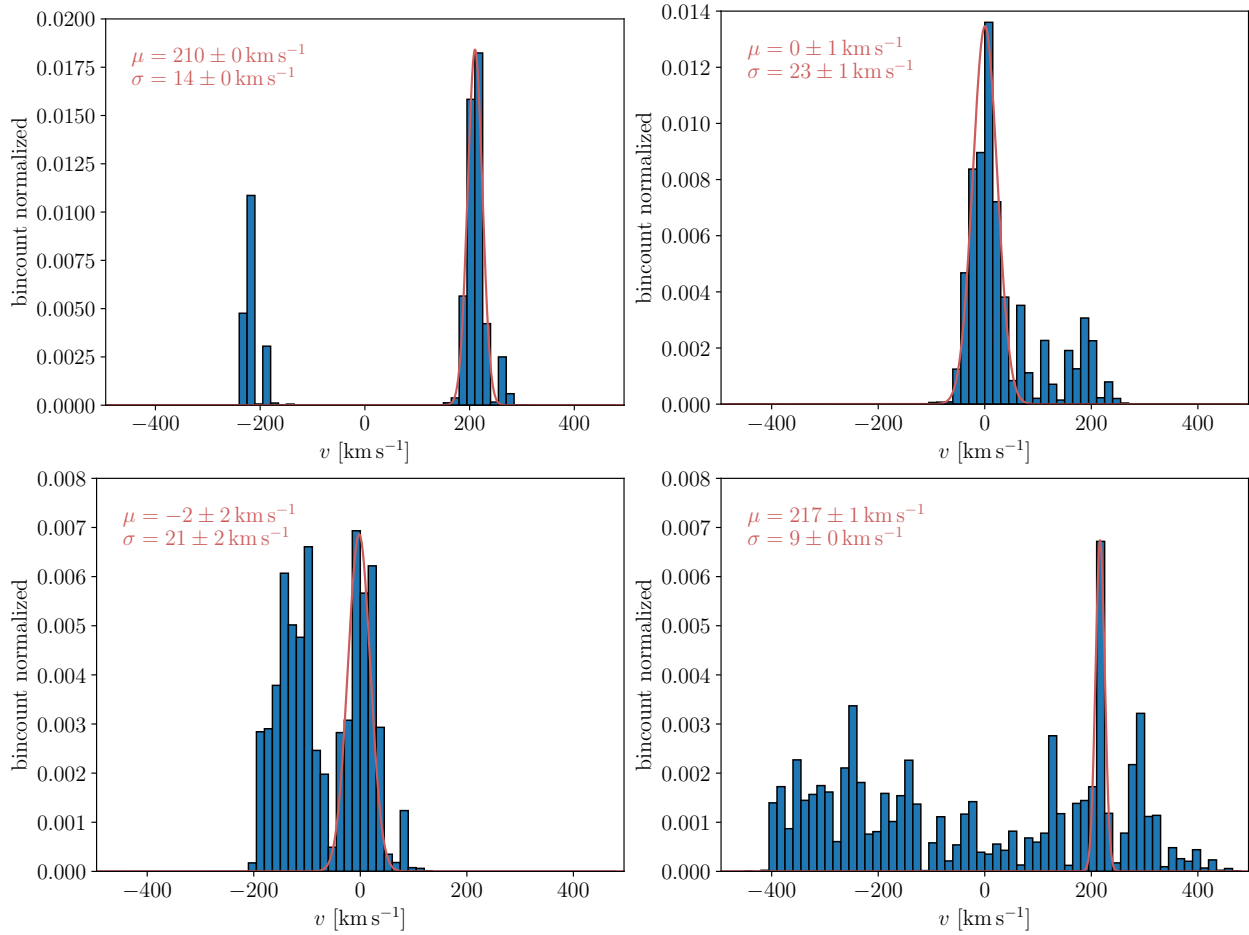 0.0200
0.0175
0.0150
0.0125
0.0100
0.0075
0.0050
0.0025
0.0000
bincount normalized
μ = 210 ± 0 km s⁻¹
σ = 14 ± 0 km s⁻¹
−400 −200 0 200 400
v [km s⁻¹]
0.014
0.012
0.010
0.008
0.006
0.004
0.002
0.000
bincount normalized
μ = 0 ± 1 km s⁻¹
σ = 23 ± 1 km s⁻¹
−400 −200 0 200 400
v [km s⁻¹]
0.008
0.007
0.006
0.005
0.004
0.003
0.002
0.001
0.000
bincount normalized
μ = −2 ± 2 km s⁻¹
σ = 21 ± 2 km s⁻¹
−400 −200 0 200 400
v [km s⁻¹]
0.008
0.007
0.006
0.005
0.004
0.003
0.002
0.001
0.000
bincount normalized
μ = 217 ± 1 km s⁻¹
σ = 9 ± 0 km s⁻¹
−400 −200 0 200 400
v [km s⁻¹]